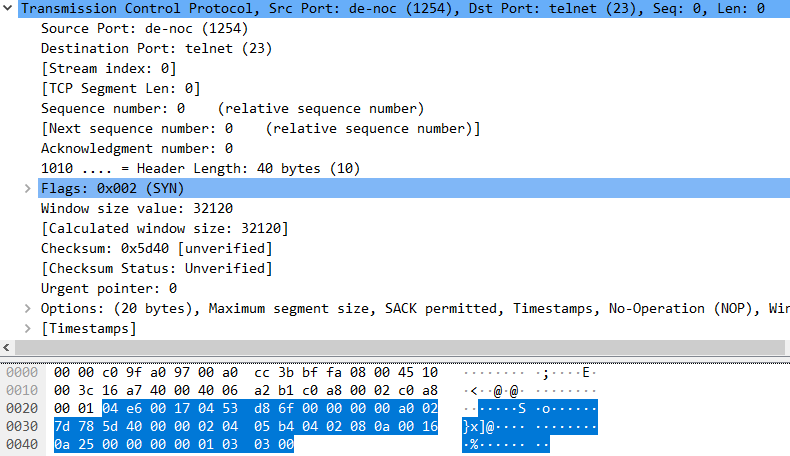 Transmission Control Protocol, Src Port: de-noc (1254), Dst Port: telnet (23), Seq: 0, Len: 0
Source Port: de-noc (1254)
Destination Port: telnet (23)
[Stream index: 0]
[TCP Segment Len: 0]
Sequence number: 0    (relative sequence number)
[Next sequence number: 0    (relative sequence number)]
Acknowledgment number: 0
1010 .... = Header Length: 40 bytes (10)
Flags: 0x002 (SYN)
Window size value: 32120
[Calculated window size: 32120]
Checksum: 0x5d40 [unverified]
[Checksum Status: Unverified]
Urgent pointer: 0
Options: (20 bytes), Maximum segment size, SACK permitted, Timestamps, No-Operation (NOP), Win
[Timestamps]
0000  00 00 c0 9f a0 97 00 a0  cc 3b bf fa 08 00 45 10  ········ ·;····E·
0010  00 3c 16 a7 40 00 40 06  a2 b1 c0 a8 00 02 c0 a8  ·<··@·@· ········
0020  00 01 04 e6 00 17 04 53  d8 6f 00 00 00 00 a0 02  ·······S ·o······
0030  7d 78 5d 40 00 00 02 04  05 b4 04 02 08 0a 00 16  }x]@···· ········
0040  0a 25 00 00 00 00 01 03  03 00  ·%······ ··